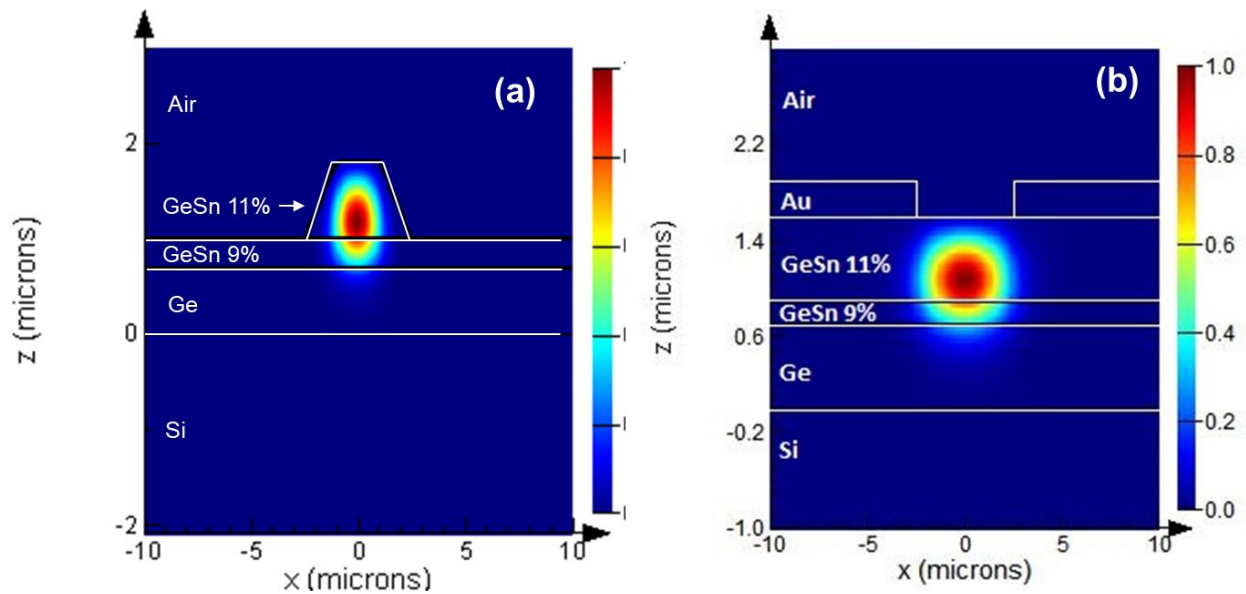 (a)
Air
GeSn 11%
GeSn 9%
Ge
Si
2
0
-2
z (microns)
-10
-5
0
5
10
x (microns)
(b)
Air
Au
GeSn 11%
GeSn 9%
Ge
Si
2.2
1.4
0.6
-0.2
-1.0
z (microns)
-10
-5
0
5
10
x (microns)
1.0
0.8
0.6
0.4
0.2
0.0